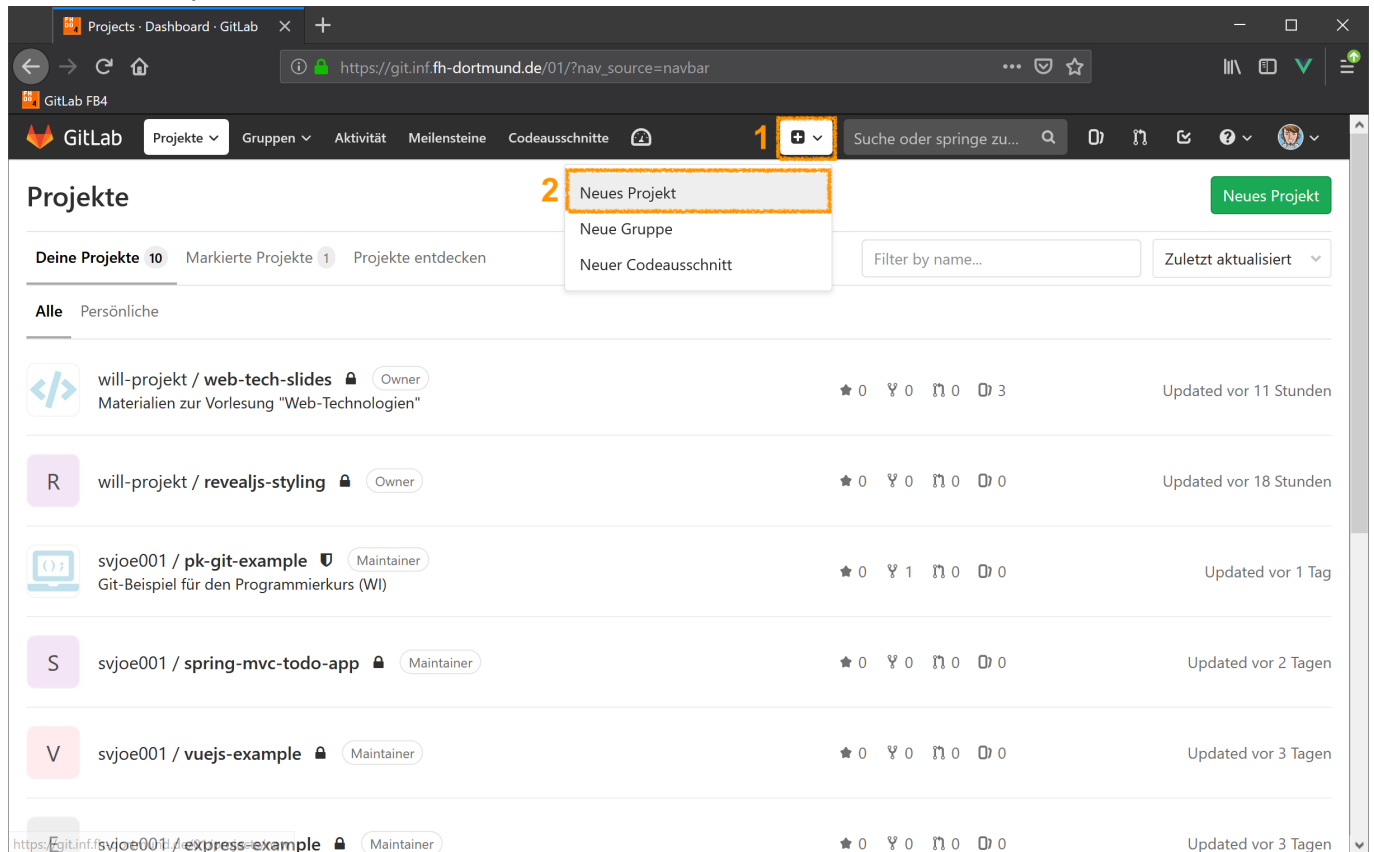 Projects · Dashboard · GitLab
https://git.inf.fh-dortmund.de/01/?nav_source=navbar
GitLab FB4
GitLab Projekte Gruppen Aktivität Meilensteine Codeausschnitte 1 Suche oder springe zu...
2 Neues Projekt
Neue Gruppe
Neuer Codeausschnitt
Projekte
Neues Projekt
Deine Projekte 10 Markierte Projekte 1 Projekte entdecken
Filter by name...
Zuletzt aktualisiert
Alle Persönliche
will-projekt / web-tech-slides Owner
Materialien zur Vorlesung "Web-Technologien"
0 0 0 3 Updated vor 11 Stunden
R will-projekt / revealjs-styling Owner
0 0 0 0 Updated vor 18 Stunden
svjoe001 / pk-git-example Maintainer
Git-Beispiel für den Programmierkurs (WI)
0 1 0 0 Updated vor 1 Tag
S svjoe001 / spring-mvc-todo-app Maintainer
0 0 0 0 Updated vor 2 Tagen
V svjoe001 / vuejs-example Maintainer
0 0 0 0 Updated vor 3 Tagen
E svjoe001 / express-example Maintainer
0 0 0 0 Updated vor 3 Tagen